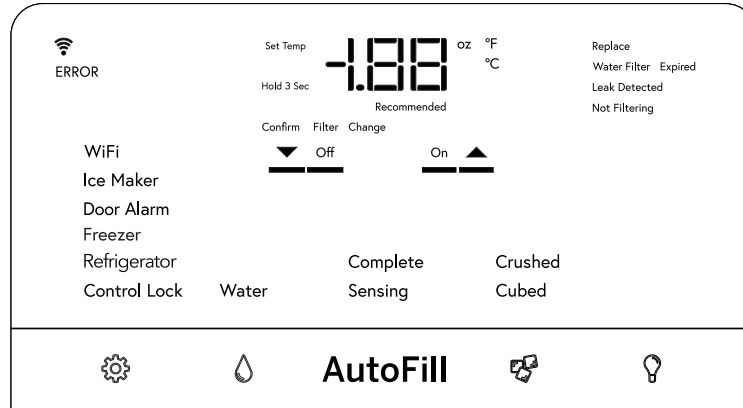 Set Temp -1.88 oz °F
°C
ERROR
Hold 3 Sec
Recommended
Replace
Water Filter Expired
Leak Detected
Not Filtering
Confirm Filter Change
Off On
WiFi
Ice Maker
Door Alarm
Freezer
Refrigerator Complete Crushed
Control Lock Water Sensing Cubed
AutoFill